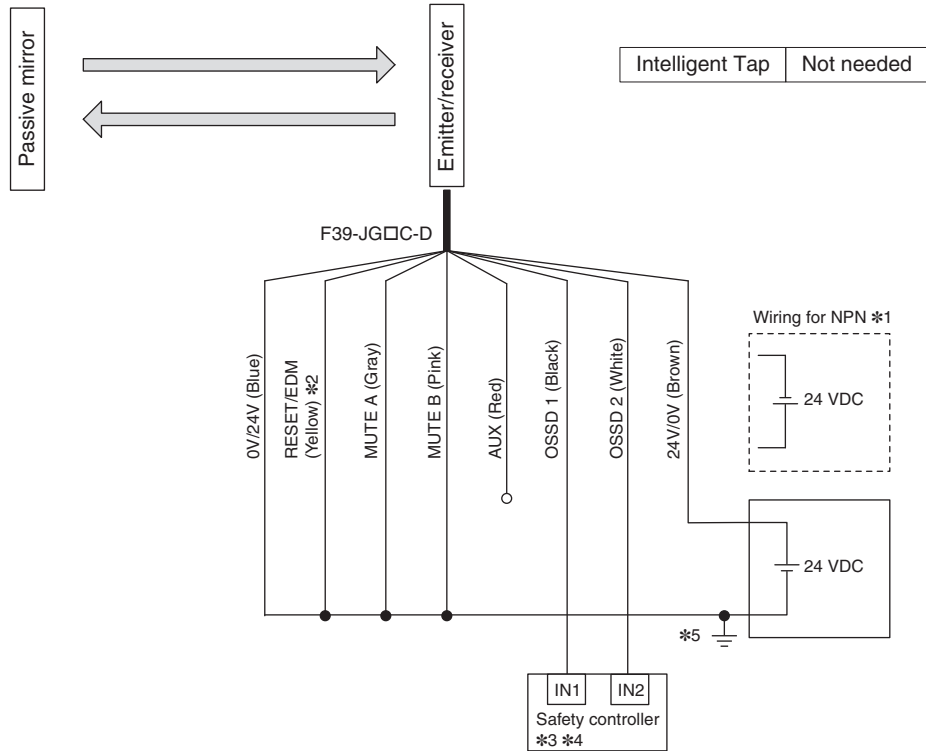 Passive mirror
Emitter/receiver
Intelligent Tap Not needed
F39-JG□C-D
0V/24V (Blue)
RESET/EDM
(Yellow) ✻2
MUTE A (Gray)
MUTE B (Pink)
AUX (Red)
OSSD 1 (Black)
OSSD 2 (White)
24V/0V (Brown)
Wiring for NPN ✻1
24 VDC
24 VDC
✻5
IN1 IN2
Safety controller
✻3 ✻4